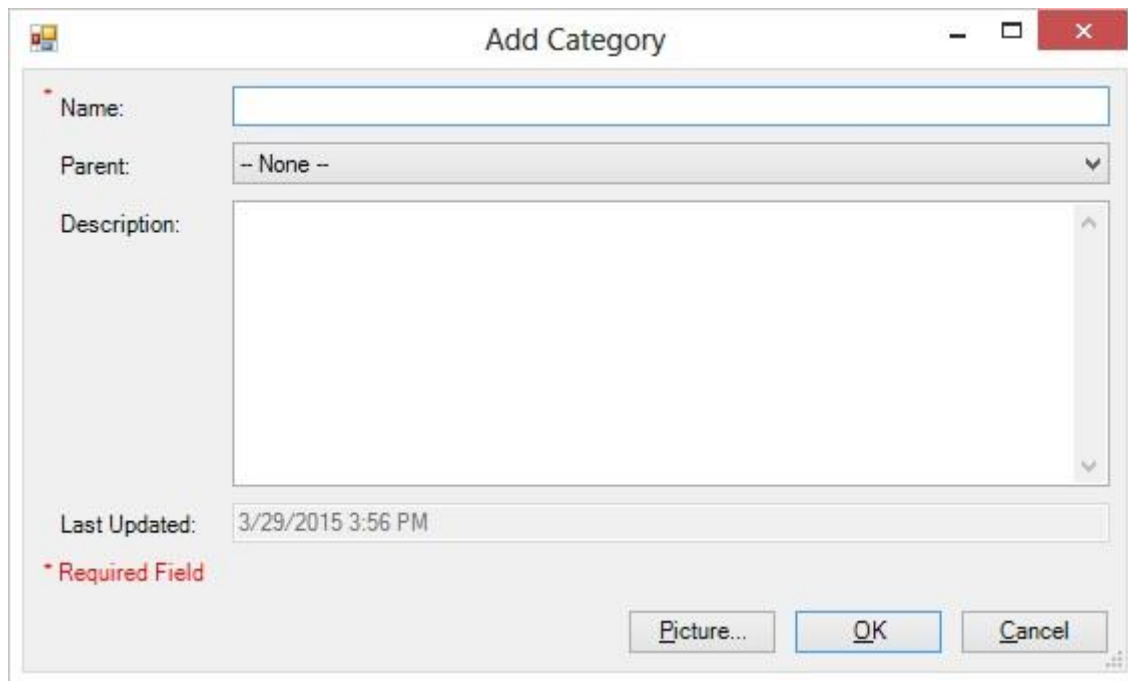 Add Category
* Name:
Parent: -- None --
Description:
Last Updated: 3/29/2015 3:56 PM
* Required Field
Picture... OK Cancel